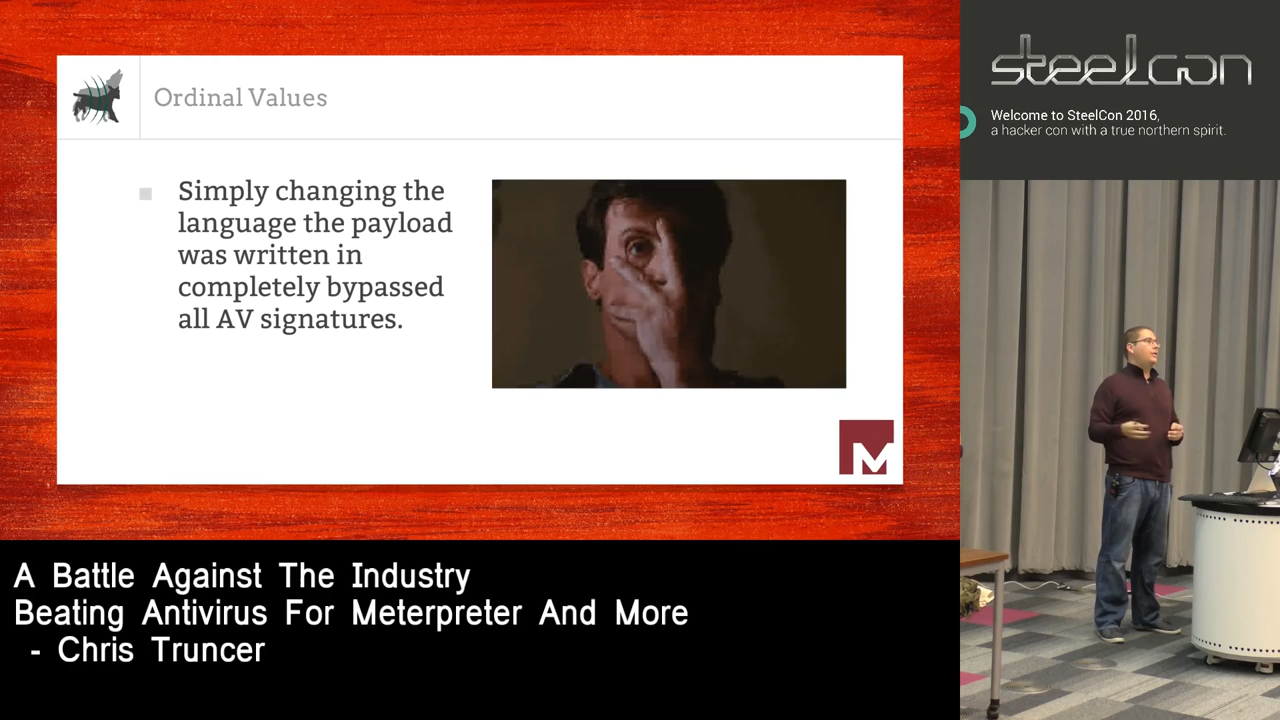 Ordinal Values
Simply changing the
language the payload
was written in
completely bypassed
all AV signatures.
M
steelcon
Welcome to SteelCon 2016,
a hacker con with a true northern spirit.
A Battle Against The Industry
Beating Antivirus For Meterpreter And More
- Chris Truncer